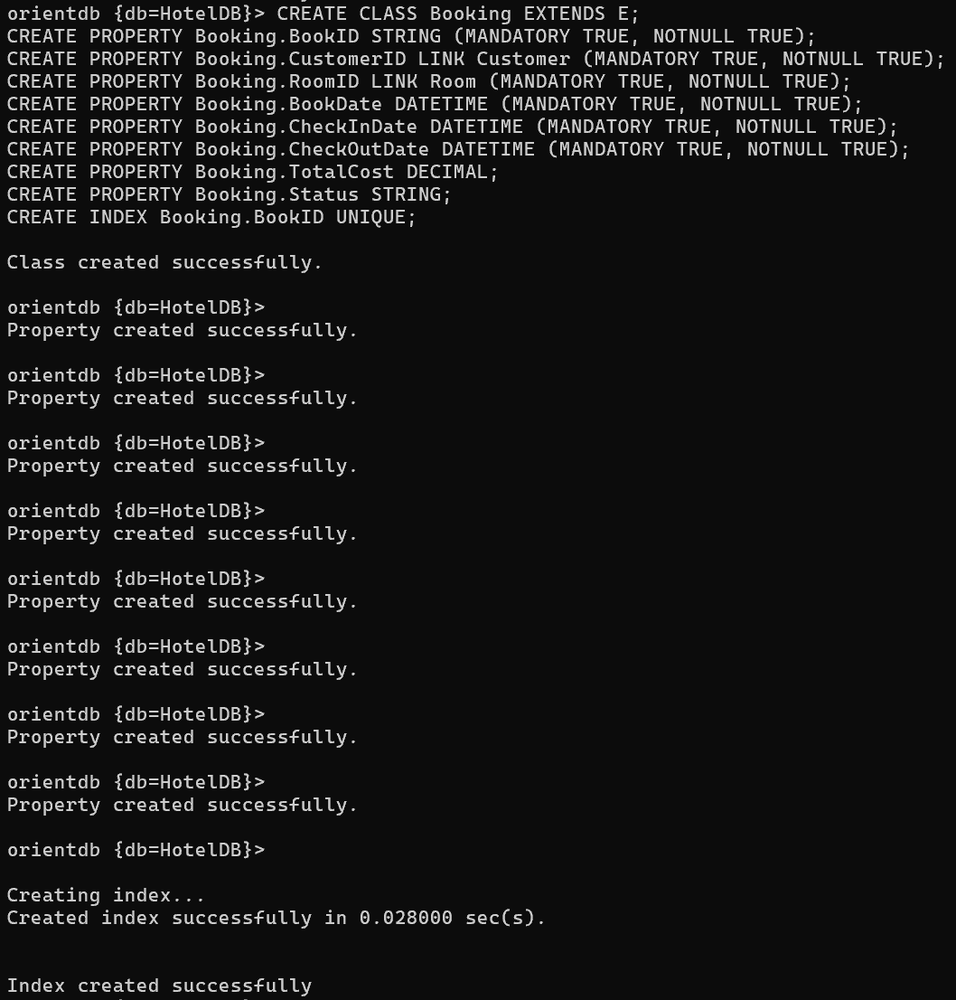 orientdb {db=HotelDB}> CREATE CLASS Booking EXTENDS E;
CREATE PROPERTY Booking.BookID STRING (MANDATORY TRUE, NOTNULL TRUE);
CREATE PROPERTY Booking.CustomerID LINK Customer (MANDATORY TRUE, NOTNULL TRUE);
CREATE PROPERTY Booking.RoomID LINK Room (MANDATORY TRUE, NOTNULL TRUE);
CREATE PROPERTY Booking.BookDate DATETIME (MANDATORY TRUE, NOTNULL TRUE);
CREATE PROPERTY Booking.CheckInDate DATETIME (MANDATORY TRUE, NOTNULL TRUE);
CREATE PROPERTY Booking.CheckOutDate DATETIME (MANDATORY TRUE, NOTNULL TRUE);
CREATE PROPERTY Booking.TotalCost DECIMAL;
CREATE PROPERTY Booking.Status STRING;
CREATE INDEX Booking.BookID UNIQUE;
Class created successfully.
orientdb {db=HotelDB}>
Property created successfully.
orientdb {db=HotelDB}>
Property created successfully.
orientdb {db=HotelDB}>
Property created successfully.
orientdb {db=HotelDB}>
Property created successfully.
orientdb {db=HotelDB}>
Property created successfully.
orientdb {db=HotelDB}>
Property created successfully.
orientdb {db=HotelDB}>
Property created successfully.
orientdb {db=HotelDB}>
Property created successfully.
orientdb {db=HotelDB}>
Creating index...
Created index successfully in 0.028000 sec(s).
Index created successfully